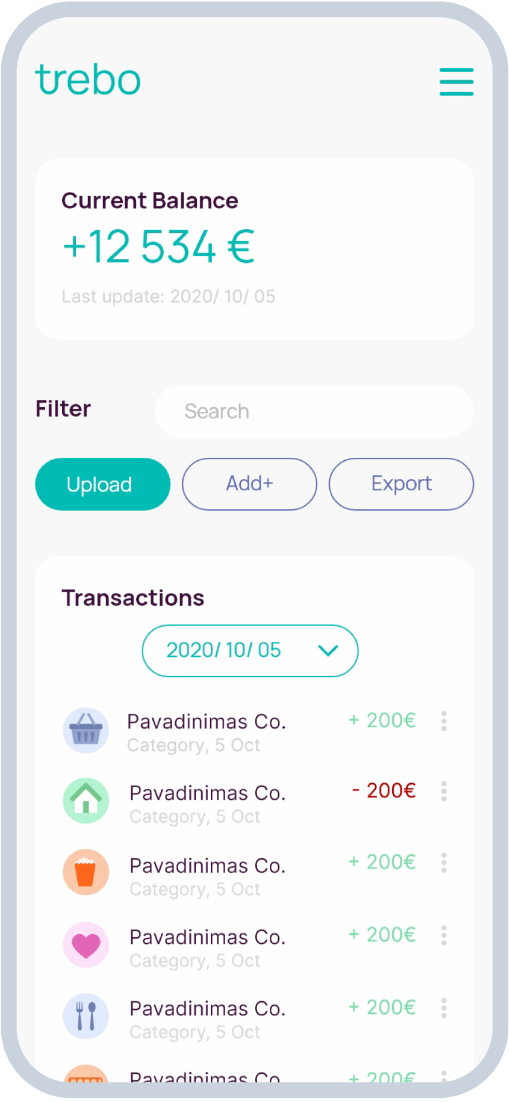 trebo
Current Balance
+12 534 €
Last update: 2020/ 10/ 05
Filter
Search
Upload
Add+
Export
Transactions
2020/ 10/ 05
Pavadinimas Co.
+ 200€
Category, 5 Oct
Pavadinimas Co.
- 200€
Category, 5 Oct
Pavadinimas Co.
+ 200€
Category, 5 Oct
Pavadinimas Co.
+ 200€
Category, 5 Oct
Pavadinimas Co.
+ 200€
Category, 5 Oct
Pavadinimas Co.
+ 200€